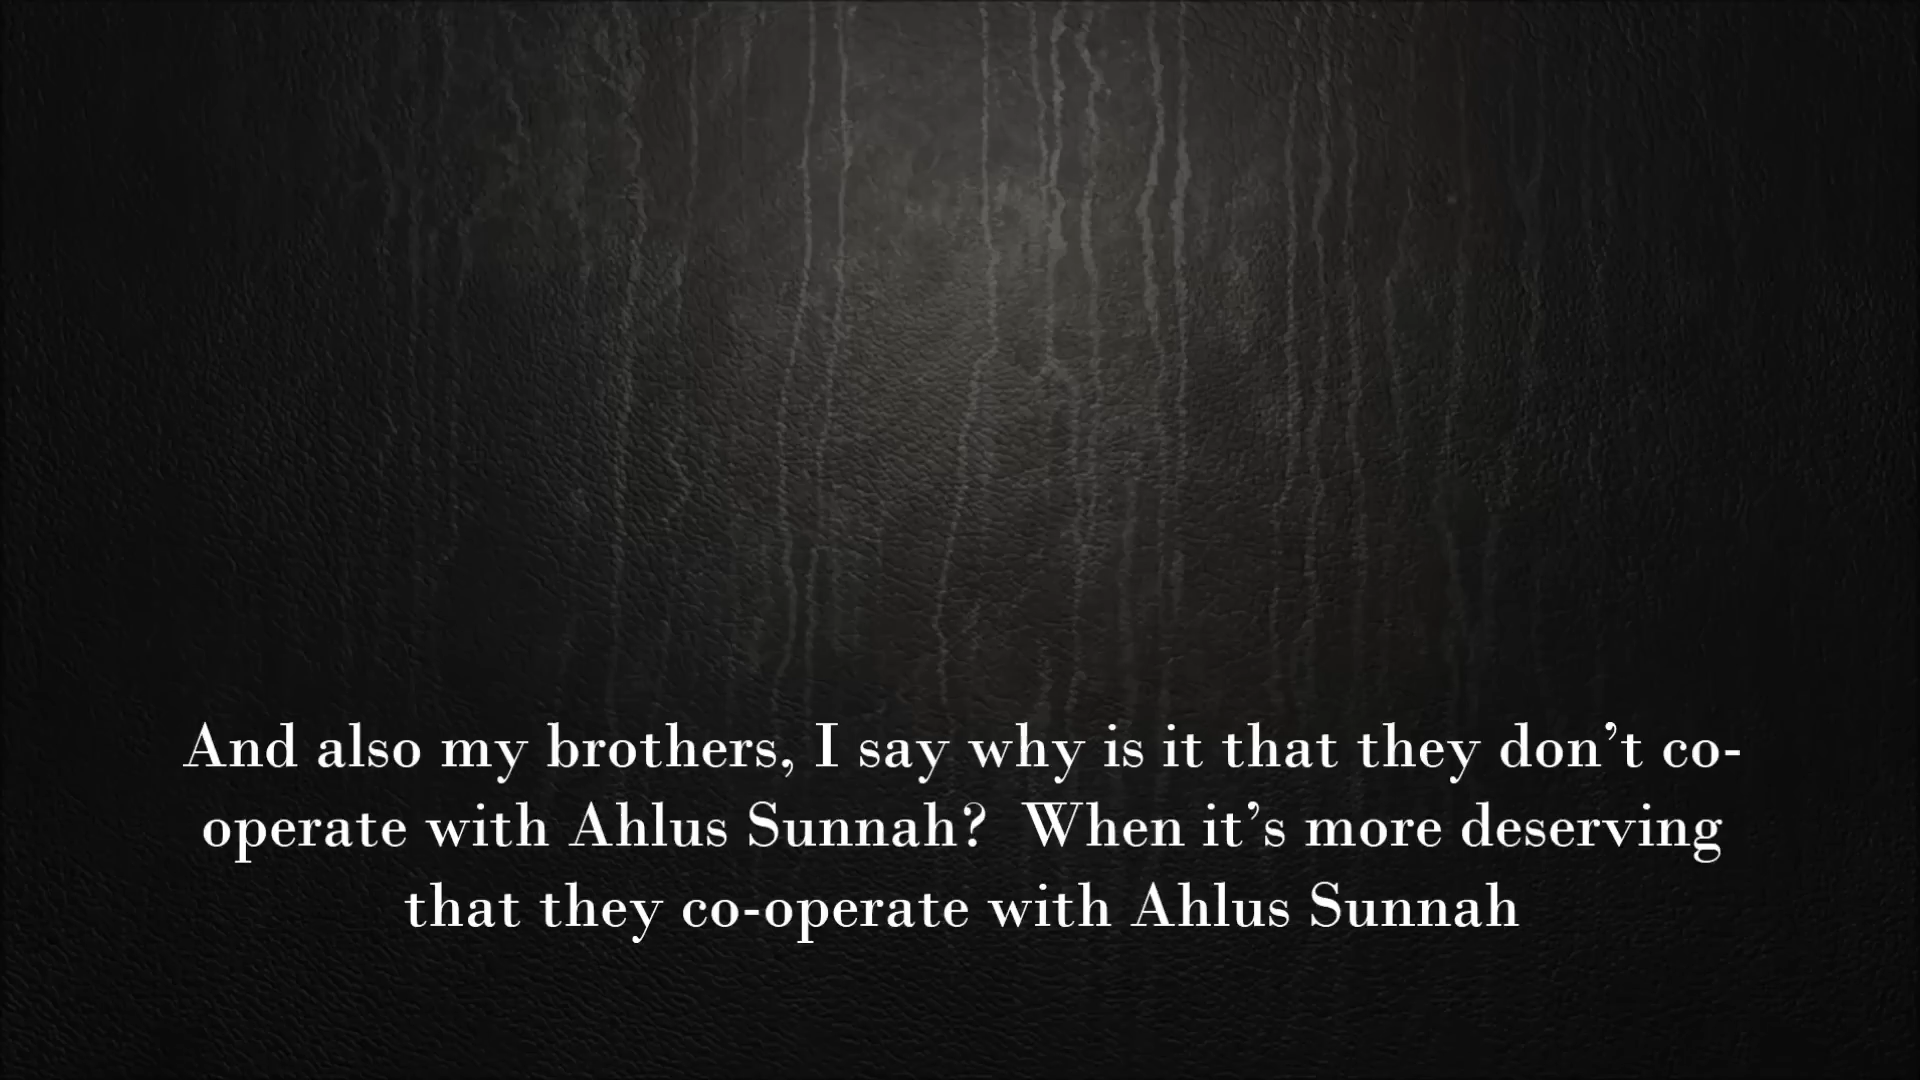 And also my brothers, I say why is it that they don’t co-
operate with Ahlus Sunnah?  When it’s more deserving
that they co-operate with Ahlus Sunnah